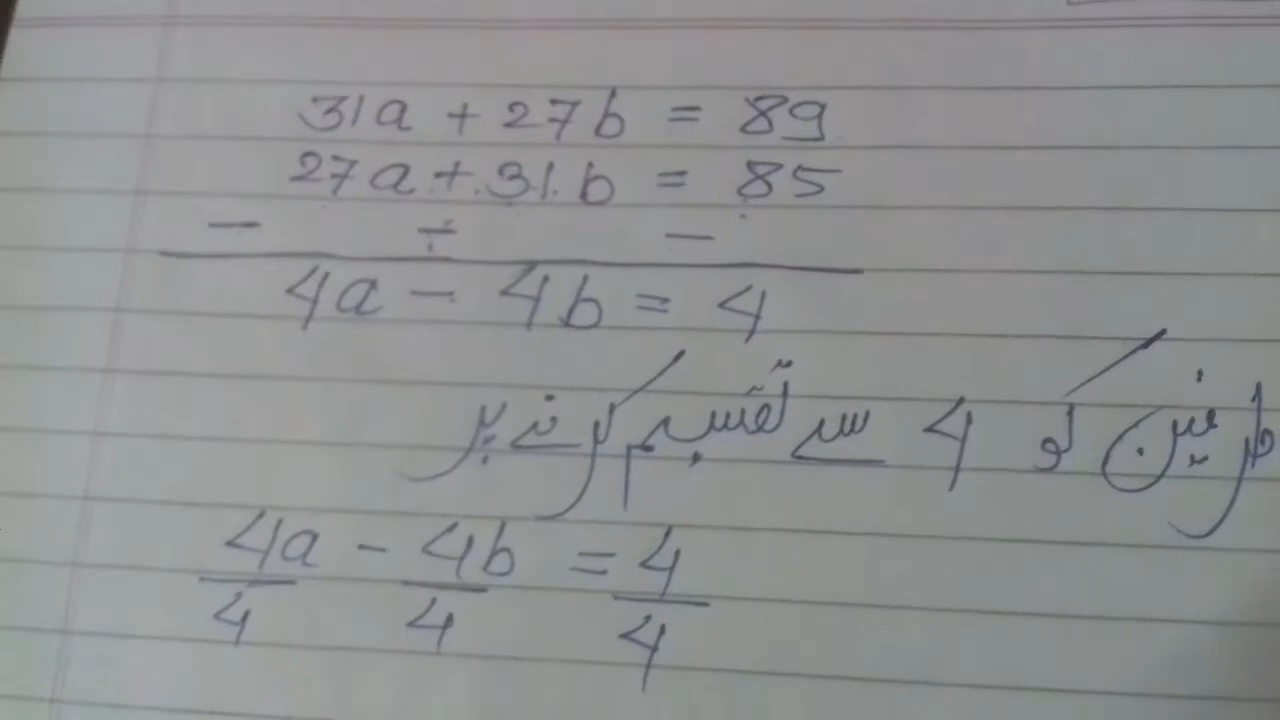 31a + 27b = 89
27a + 31b = 85
− ∓ −
4a − 4b = 4
طرفین کو 4 سے تقسیم کرنے پر
4a/4 − 4b/4 = 4/4